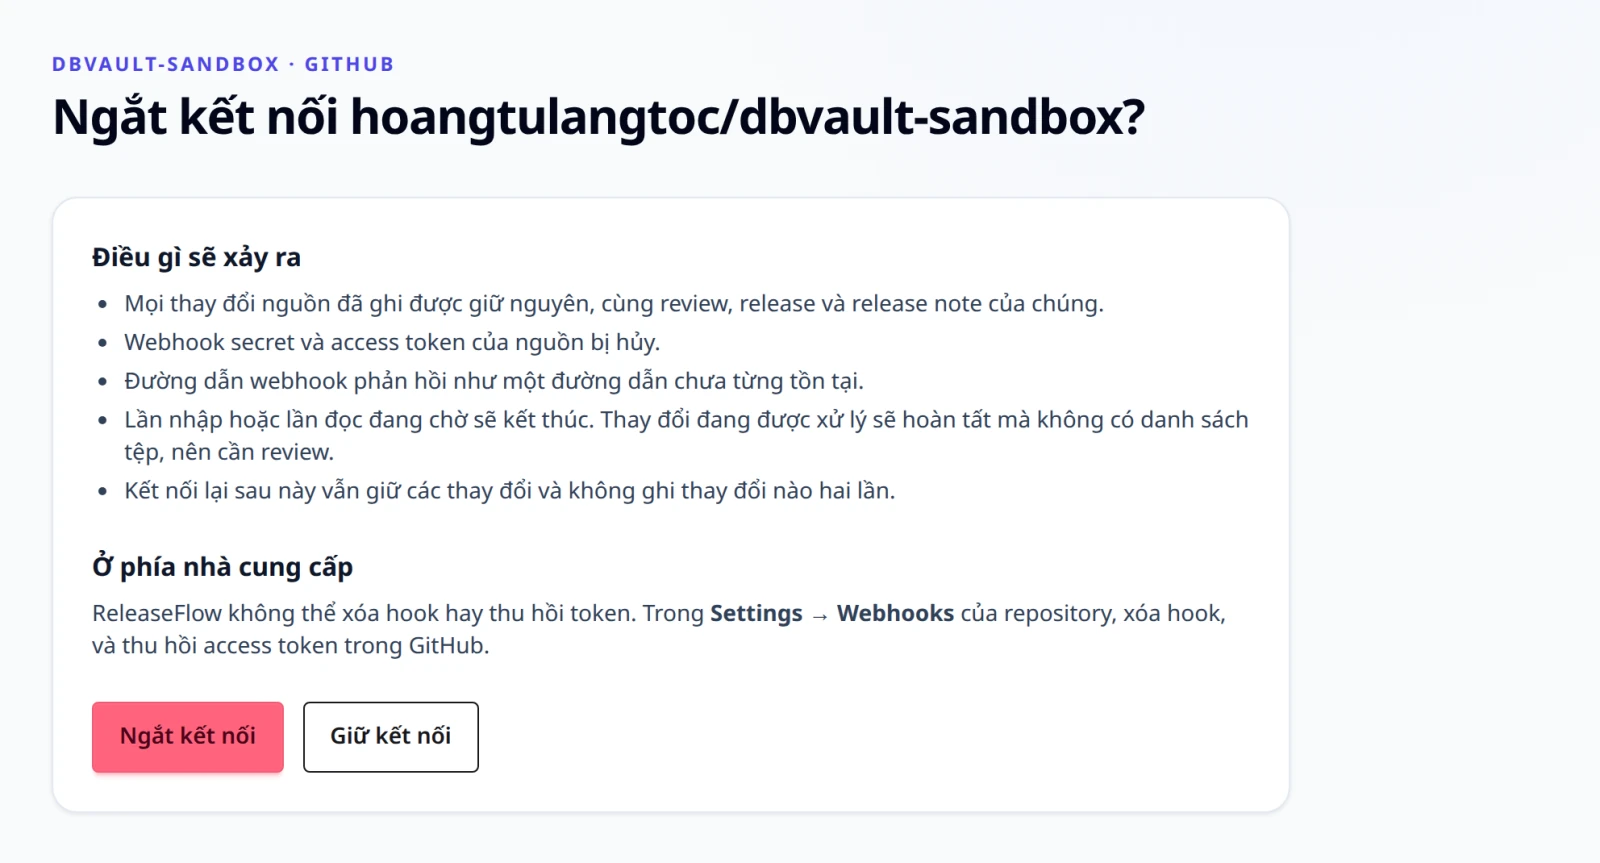 DBVAULT-SANDBOX · GITHUB
Ngắt kết nối hoangtulangtoc/dbvault-sandbox?
Điều gì sẽ xảy ra
• Mọi thay đổi nguồn đã ghi được giữ nguyên, cùng review, release và release note của chúng.
• Webhook secret và access token của nguồn bị hủy.
• Đường dẫn webhook phản hồi như một đường dẫn chưa từng tồn tại.
• Lần nhập hoặc lần đọc đang chờ sẽ kết thúc. Thay đổi đang được xử lý sẽ hoàn tất mà không có danh sách
tệp, nên cần review.
• Kết nối lại sau này vẫn giữ các thay đổi và không ghi thay đổi nào hai lần.
Ở phía nhà cung cấp
ReleaseFlow không thể xóa hook hay thu hồi token. Trong Settings → Webhooks của repository, xóa hook,
và thu hồi access token trong GitHub.
Ngắt kết nối
Giữ kết nối